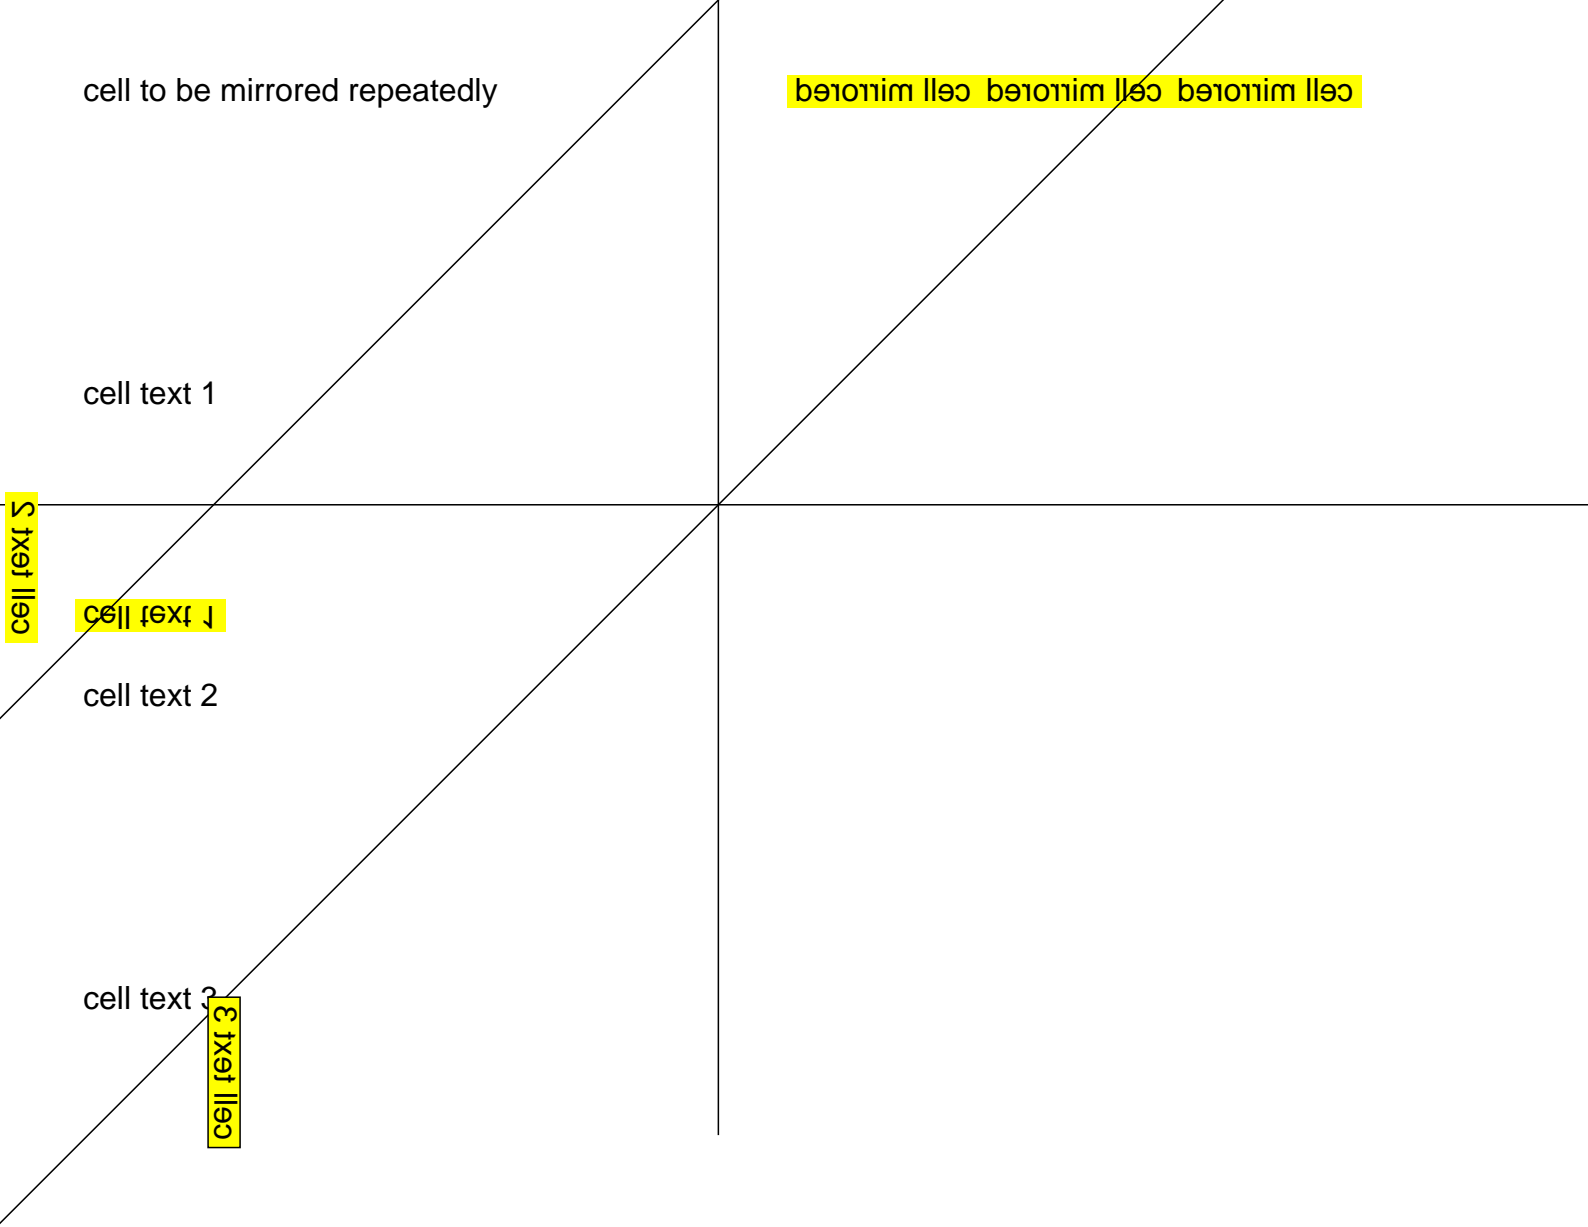 cell to be mirrored repeatedly
cell mirrored cell mirrored cell mirrored
cell text 1
cell text 2
cell text 1
cell text 2
cell text 3
cell text 3